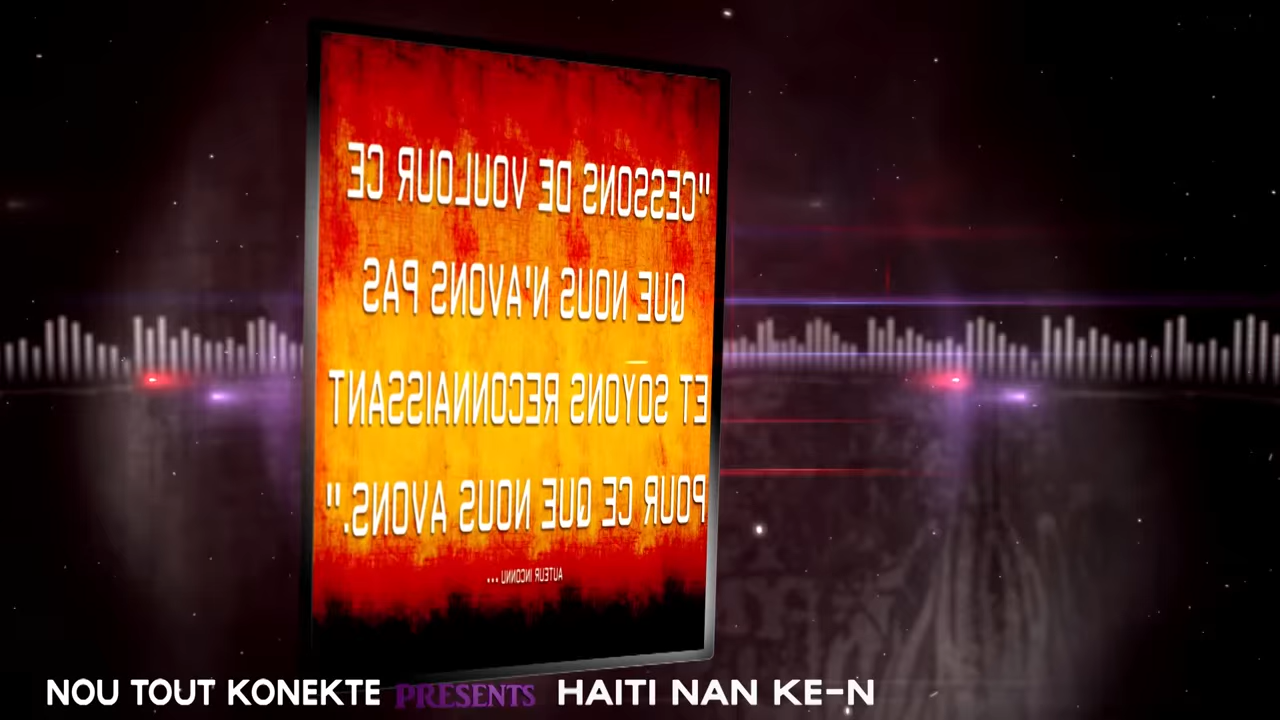 "CESSONS DE VOULOUR CE
QUE NOUS N'AVONS PAS
ET SOYONS RECONNAISSANT
POUR CE QUE NOUS AVONS."
AUTEUR INCONNU ...
NOU TOUT KONEKTE PRESENTS HAITI NAN KE-N